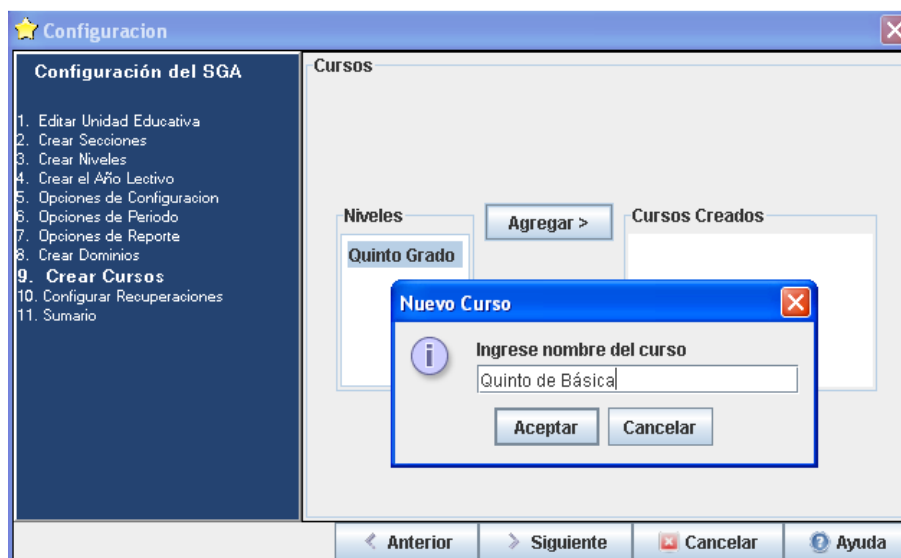 Configuracion
Configuración del SGA
1. Editar Unidad Educativa
2. Crear Secciones
3. Crear Niveles
4. Crear el Año Lectivo
5. Opciones de Configuracion
6. Opciones de Periodo
7. Opciones de Reporte
8. Crear Dominios
9. Crear Cursos
10. Configurar Recuperaciones
11. Sumario
Cursos
Niveles
Quinto Grado
Agregar >
Cursos Creados
Nuevo Curso
Ingrese nombre del curso
Quinto de Básica
Aceptar
Cancelar
Anterior
Siguiente
Cancelar
Ayuda